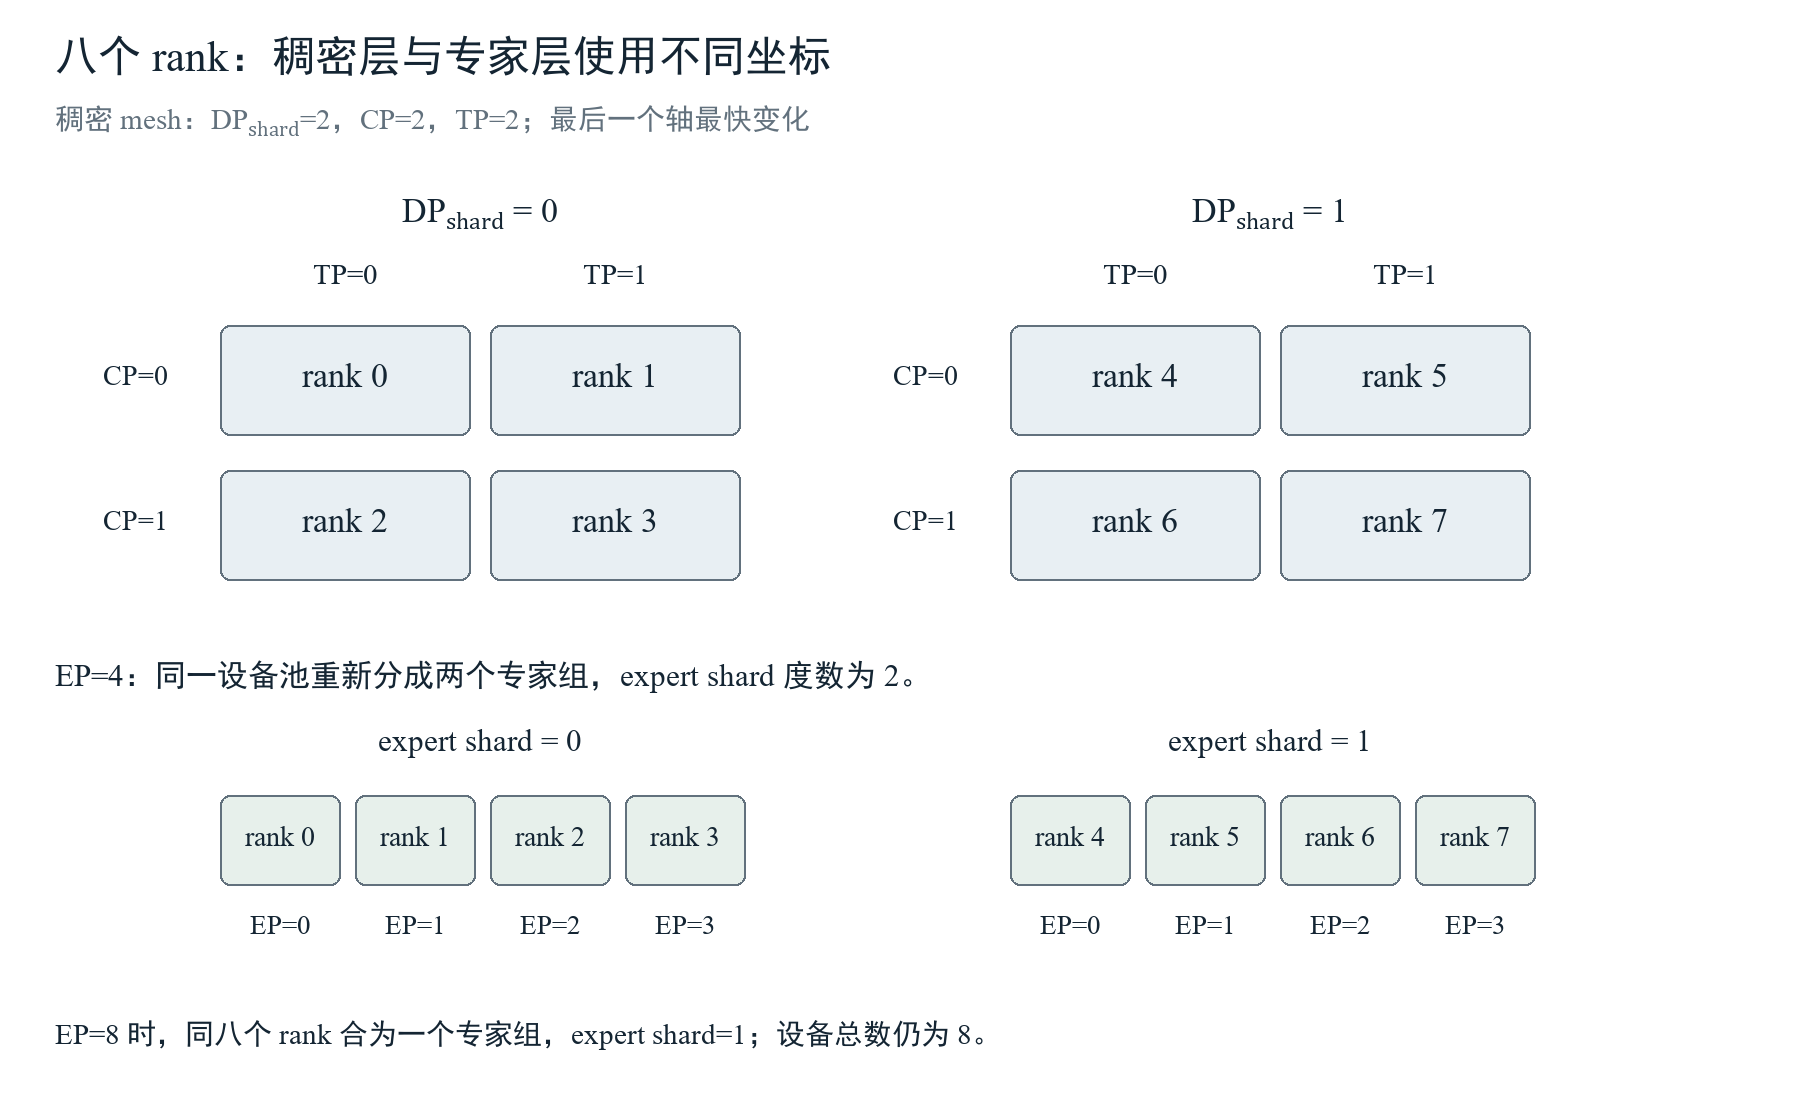 八个 rank：稠密层与专家层使用不同坐标
稠密 mesh：DPshard=2，CP=2，TP=2；最后一个轴最快变化
DPshard = 0
DPshard = 1
TP=0
TP=1
TP=0
TP=1
CP=0
rank 0
rank 1
CP=0
rank 4
rank 5
CP=1
rank 2
rank 3
CP=1
rank 6
rank 7
EP=4：同一设备池重新分成两个专家组，expert shard 度数为 2。
expert shard = 0
expert shard = 1
rank 0
rank 1
rank 2
rank 3
rank 4
rank 5
rank 6
rank 7
EP=0
EP=1
EP=2
EP=3
EP=0
EP=1
EP=2
EP=3
EP=8 时，同八个 rank 合为一个专家组，expert shard=1；设备总数仍为 8。